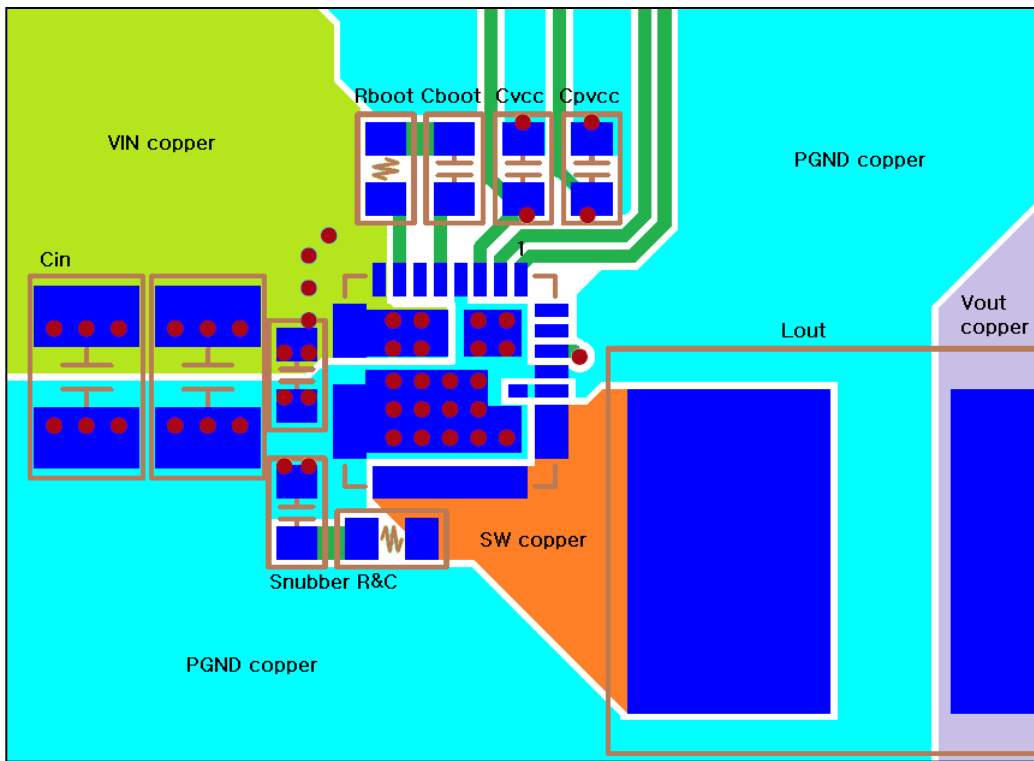 Rboot Cboot Cvcc Cpvcc
VIN copper
PGND copper
1
Cin
Vout
copper
Lout
SW copper
Snubber R&C
PGND copper